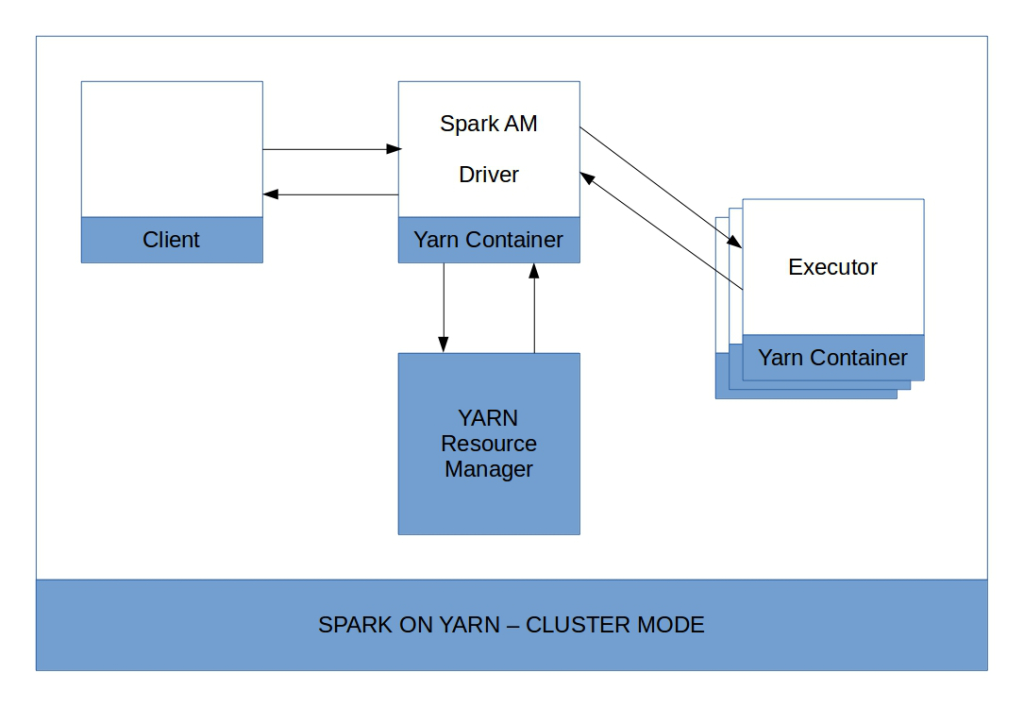 Spark AM
Driver
Client
Yarn Container
Executor
Yarn Container
YARN
Resource
Manager
SPARK ON YARN – CLUSTER MODE